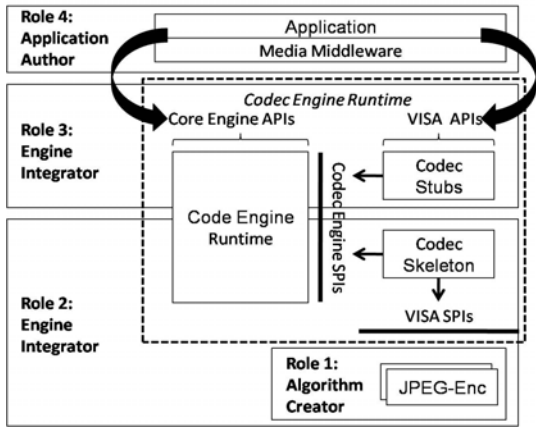 Role 4:
Application
Author
Application
Media Middleware
Codec Engine Runtime
Core Engine APIs
VISA APIs
Role 3:
Engine
Integrator
Code Engine
Runtime
Codec Engine SPIs
Codec
Stubs
Codec
Skeleton
VISA SPIs
Role 2:
Engine
Integrator
Role 1:
Algorithm
Creator
JPEG-Enc